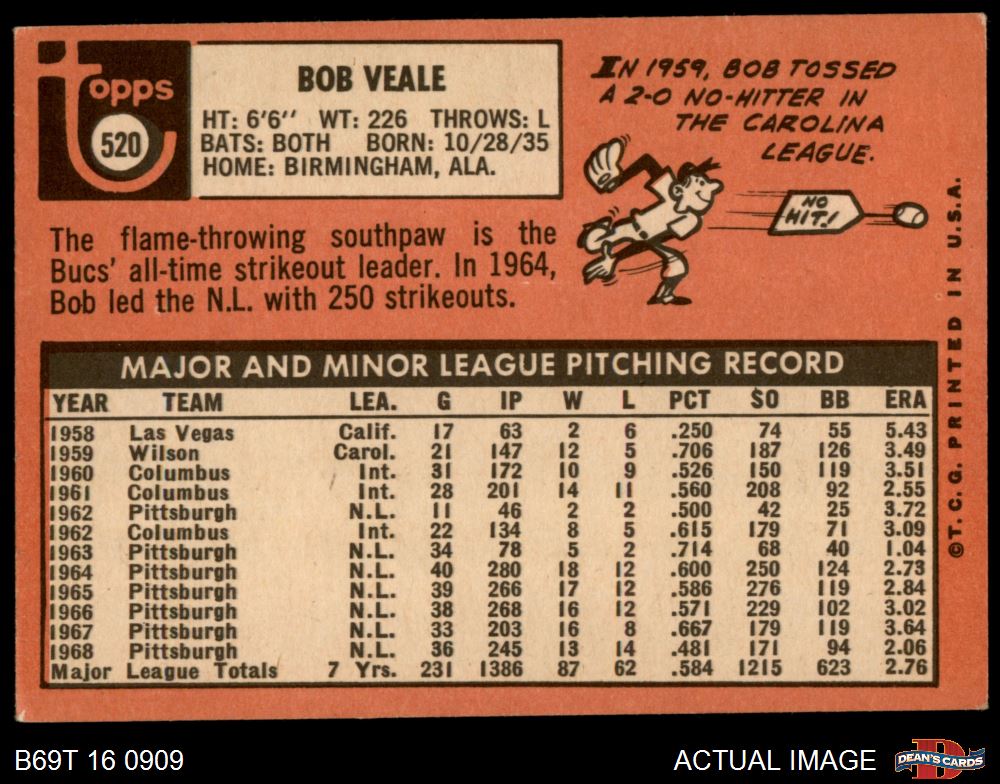 Topps
520
BOB VEALE
HT: 6'6'' WT: 226 THROWS: L
BATS: BOTH BORN: 10/28/35
HOME: BIRMINGHAM, ALA.
IN 1959, BOB TOSSED
A 2-0 NO-HITTER IN
THE CAROLINA
LEAGUE.
NO
HIT!
The flame-throwing southpaw is the
Bucs' all-time strikeout leader. In 1964,
Bob led the N.L. with 250 strikeouts.
MAJOR AND MINOR LEAGUE PITCHING RECORD
YEAR TEAM LEA. G IP W L PCT SO BB ERA
1958 Las Vegas Calif. 17 63 2 6 .250 74 55 5.43
1959 Wilson Carol. 21 147 12 5 .706 187 126 3.49
1960 Columbus Int. 31 172 10 9 .526 150 119 3.51
1961 Columbus Int. 28 201 14 11 .560 208 92 2.55
1962 Pittsburgh N.L. 11 46 2 2 .500 42 25 3.72
1962 Columbus Int. 22 134 8 5 .615 179 71 3.09
1963 Pittsburgh N.L. 34 78 5 2 .714 68 40 1.04
1964 Pittsburgh N.L. 40 280 18 12 .600 250 124 2.73
1965 Pittsburgh N.L. 39 266 17 12 .586 276 119 2.84
1966 Pittsburgh N.L. 38 268 16 12 .571 229 102 3.02
1967 Pittsburgh N.L. 33 203 16 8 .667 179 119 3.64
1968 Pittsburgh N.L. 36 245 13 14 .481 171 94 2.06
Major League Totals 7 Yrs. 231 1386 87 62 .584 1215 623 2.76
©T.C.G. PRINTED IN U.S.A.
B69T 16 0909
ACTUAL IMAGE
D
DEAN'S CARDS